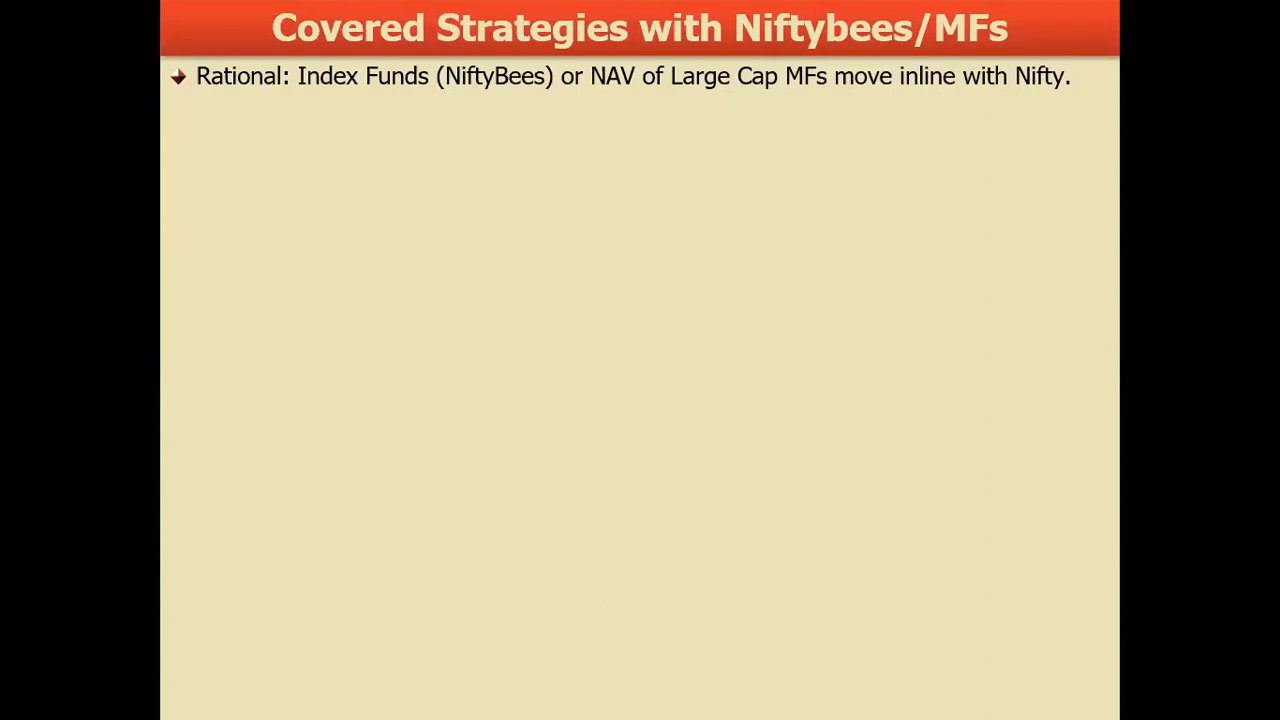 Covered Strategies with Niftybees/MFs
Rational: Index Funds (NiftyBees) or NAV of Large Cap MFs move inline with Nifty.